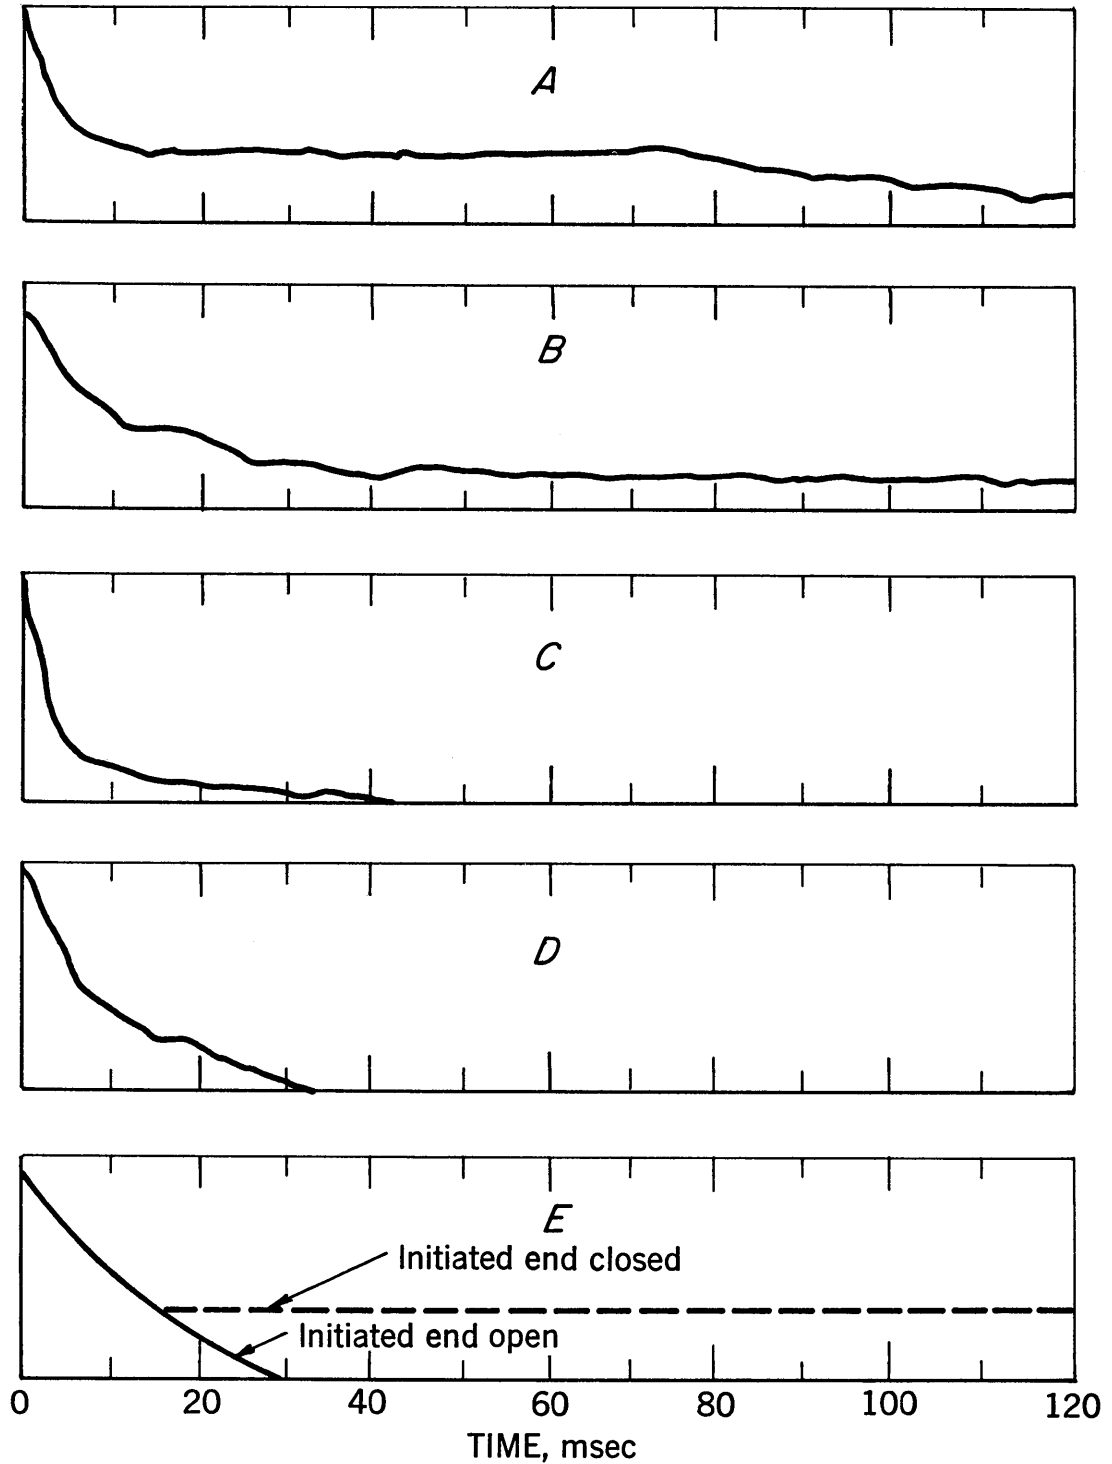 A
B
C
D
E
Initiated end closed
Initiated end open
0 20 40 60 80 100 120
TIME, msec